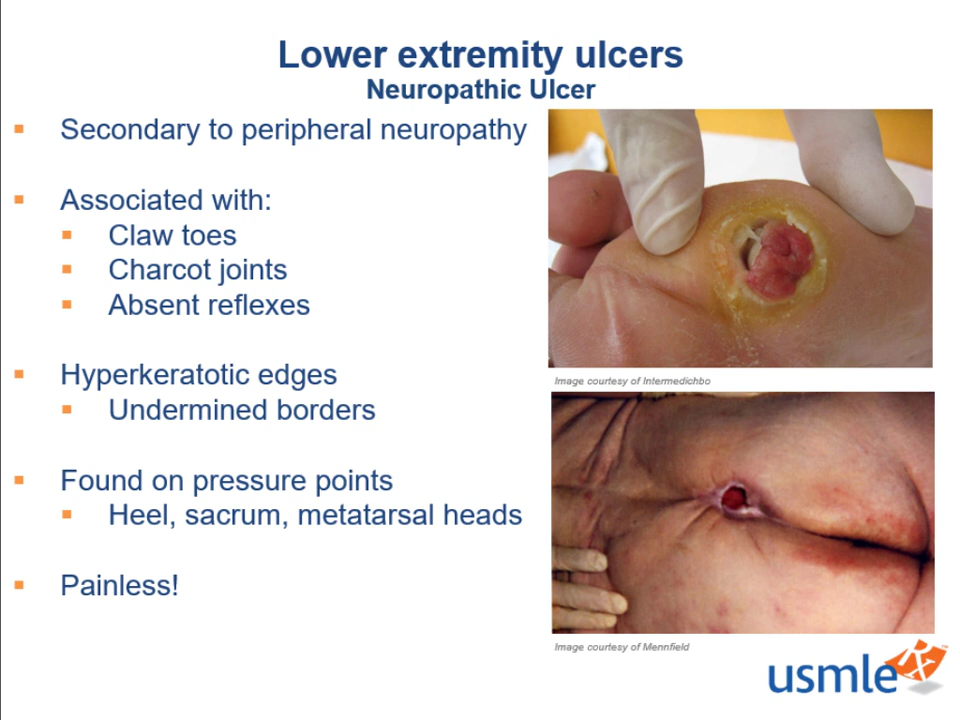 Lower extremity ulcers
Neuropathic Ulcer
Secondary to peripheral neuropathy
Associated with:
Claw toes
Charcot joints
Absent reflexes
Hyperkeratotic edges
Undermined borders
Found on pressure points
Heel, sacrum, metatarsal heads
Painless!
Image courtesy of Intermedichbo
Image courtesy of Mennfield
usmle Rx